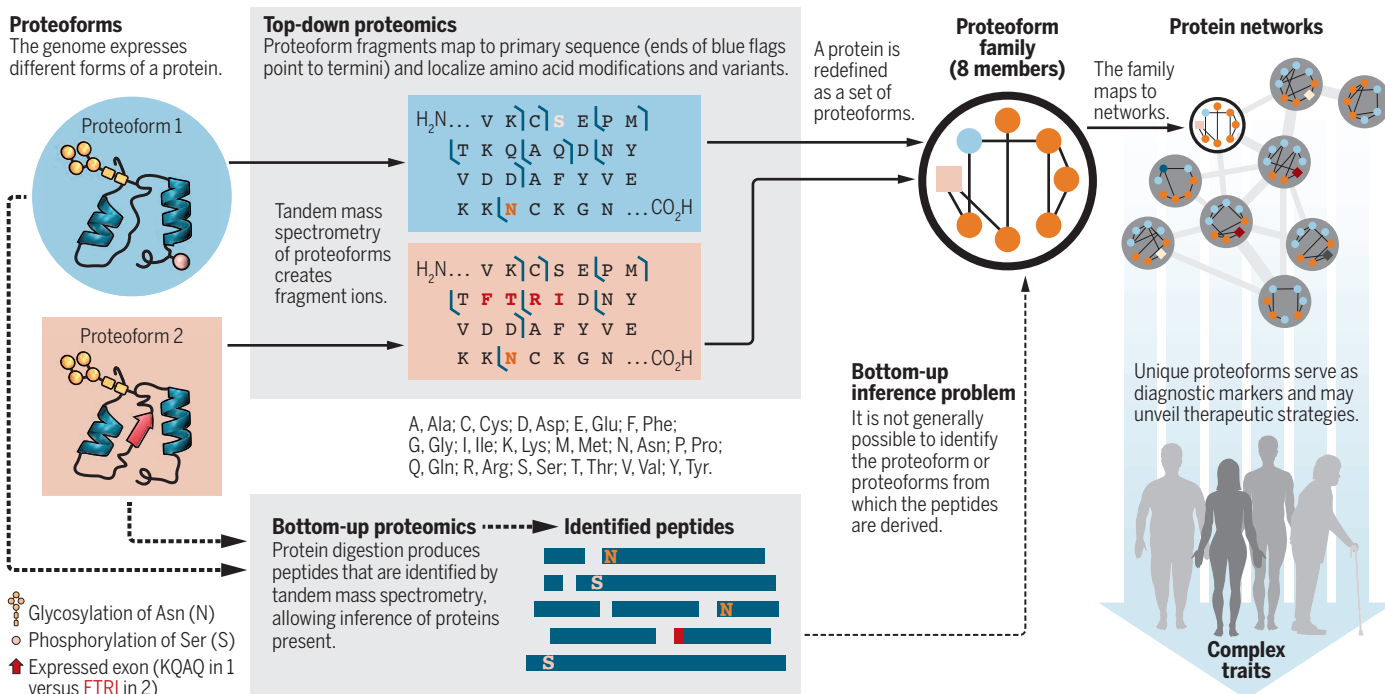 Proteoforms
The genome expresses
different forms of a protein.
Proteoform 1
Proteoform 2
Glycosylation of Asn (N)
Phosphorylation of Ser (S)
Expressed exon (KQAQ in 1
versus FTRI in 2)
Top-down proteomics
Proteoform fragments map to primary sequence (ends of blue flags
point to termini) and localize amino acid modifications and variants.
Tandem mass
spectrometry
of proteoforms
creates
fragment ions.
H2N... V K C S E P M
T K Q A Q D N Y
V D D A F Y V E
K K N C K G N ...CO2H
H2N... V K C S E P M
T F T R I D N Y
V D D A F Y V E
K K N C K G N ...CO2H
A, Ala; C, Cys; D, Asp; E, Glu; F, Phe;
G, Gly; I, Ile; K, Lys; M, Met; N, Asn; P, Pro;
Q, Gln; R, Arg; S, Ser; T, Thr; V, Val; Y, Tyr.
Bottom-up proteomics
Protein digestion produces
peptides that are identified by
tandem mass spectrometry,
allowing inference of proteins
present.
Identified peptides
N
S
N
S
A protein is
redefined
as a set of
proteoforms.
Proteoform
family
(8 members)
The family
maps to
networks.
Protein networks
Bottom-up
inference problem
It is not generally
possible to identify
the proteoform or
proteoforms from
which the peptides
are derived.
Unique proteoforms serve as
diagnostic markers and may
unveil therapeutic strategies.
Complex
traits